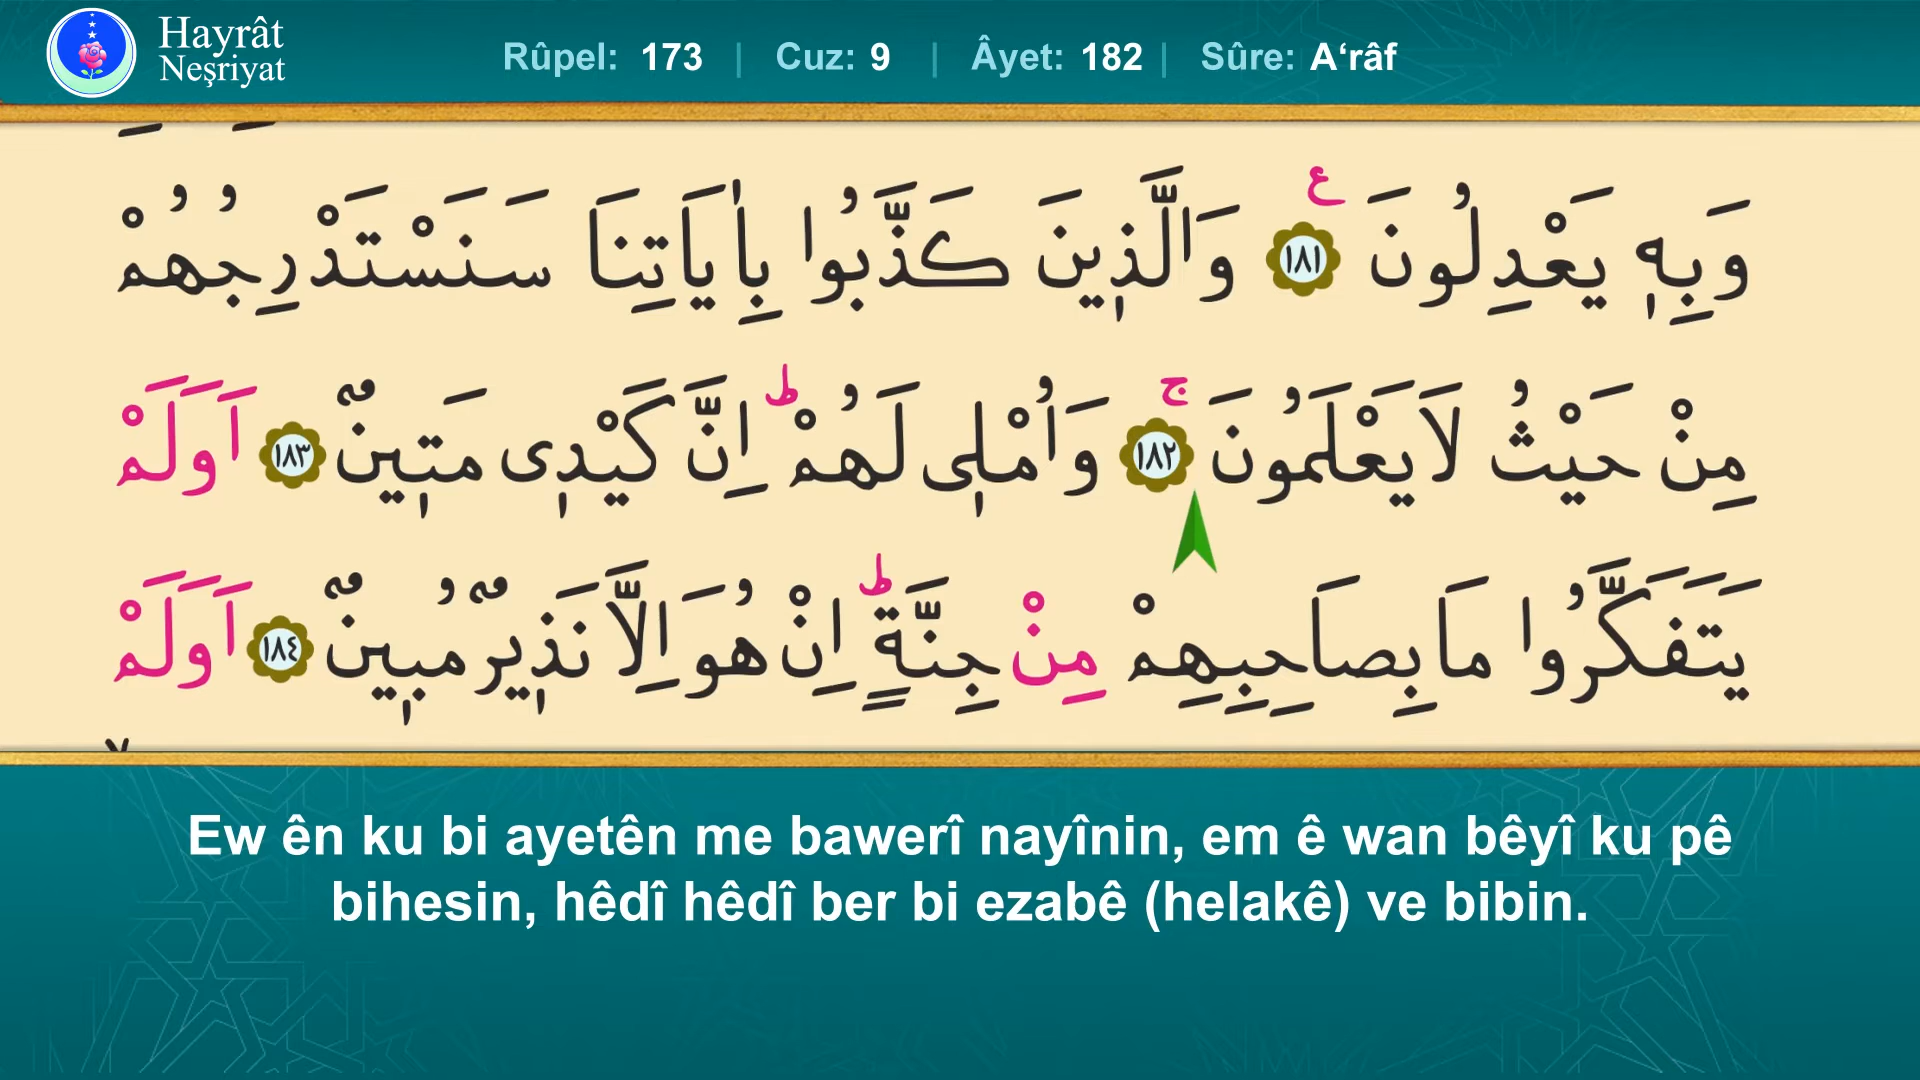 Hayrât
Neşriyat
Rûpel: 173 | Cuz: 9 | Âyet: 182 | Sûre: A‘râf
وَبِهٖ يَعْدِلُونَ ﴿١٨١﴾ ع وَالَّذٖينَ كَذَّبُوا بِاٰيَاتِنَا سَنَسْتَدْرِجُهُمْ
مِنْ حَيْثُ لَا يَعْلَمُونَ ﴿١٨٢﴾ ج وَاُمْلٖى لَهُمْ ط اِنَّ كَيْدٖى مَتٖينٌ ﴿١٨٣﴾ اَوَلَمْ
يَتَفَكَّرُوا مَا بِصَاحِبِهِمْ مِنْ جِنَّةٍ ط اِنْ هُوَ اِلَّا نَذٖيرٌ مُبٖينٌ ﴿١٨٤﴾ اَوَلَمْ
Ew ên ku bi ayetên me bawerî nayînin, em ê wan bêyî ku pê
bihesin, hêdî hêdî ber bi ezabê (helakê) ve bibin.